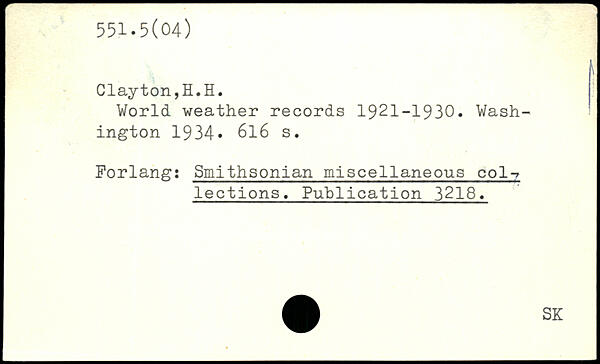 551.5(04)
Clayton,H.H.
World weather records 1921-1930. Wash-
ington 1934. 616 s.
Forlang: Smithsonian miscellaneous col-
lections. Publication 3218.
SK